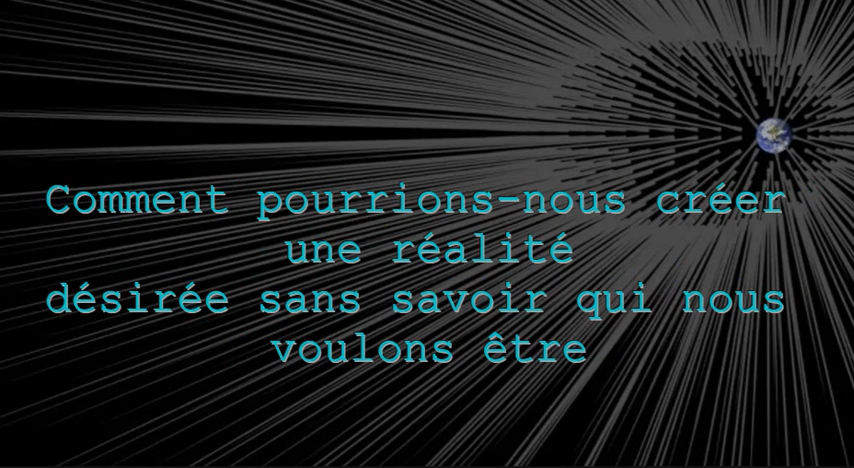 Comment pourrions-nous créer
une réalité
désirée sans savoir qui nous
voulons être